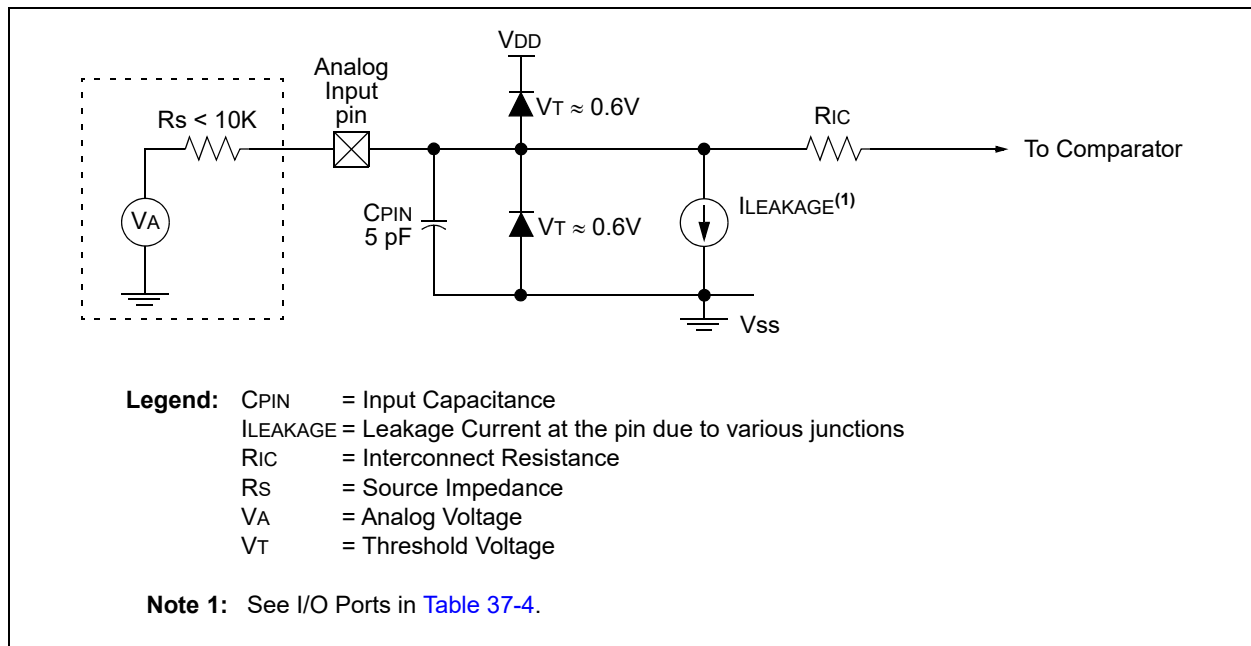 VDD
Analog
Input
pin
Rs < 10K
VT ≈ 0.6V
RIC
To Comparator
VA
CPIN
5 pF
VT ≈ 0.6V
ILEAKAGE(1)
Vss
Legend: CPIN = Input Capacitance
ILEAKAGE = Leakage Current at the pin due to various junctions
RIC = Interconnect Resistance
RS = Source Impedance
VA = Analog Voltage
VT = Threshold Voltage
Note 1: See I/O Ports in Table 37-4.